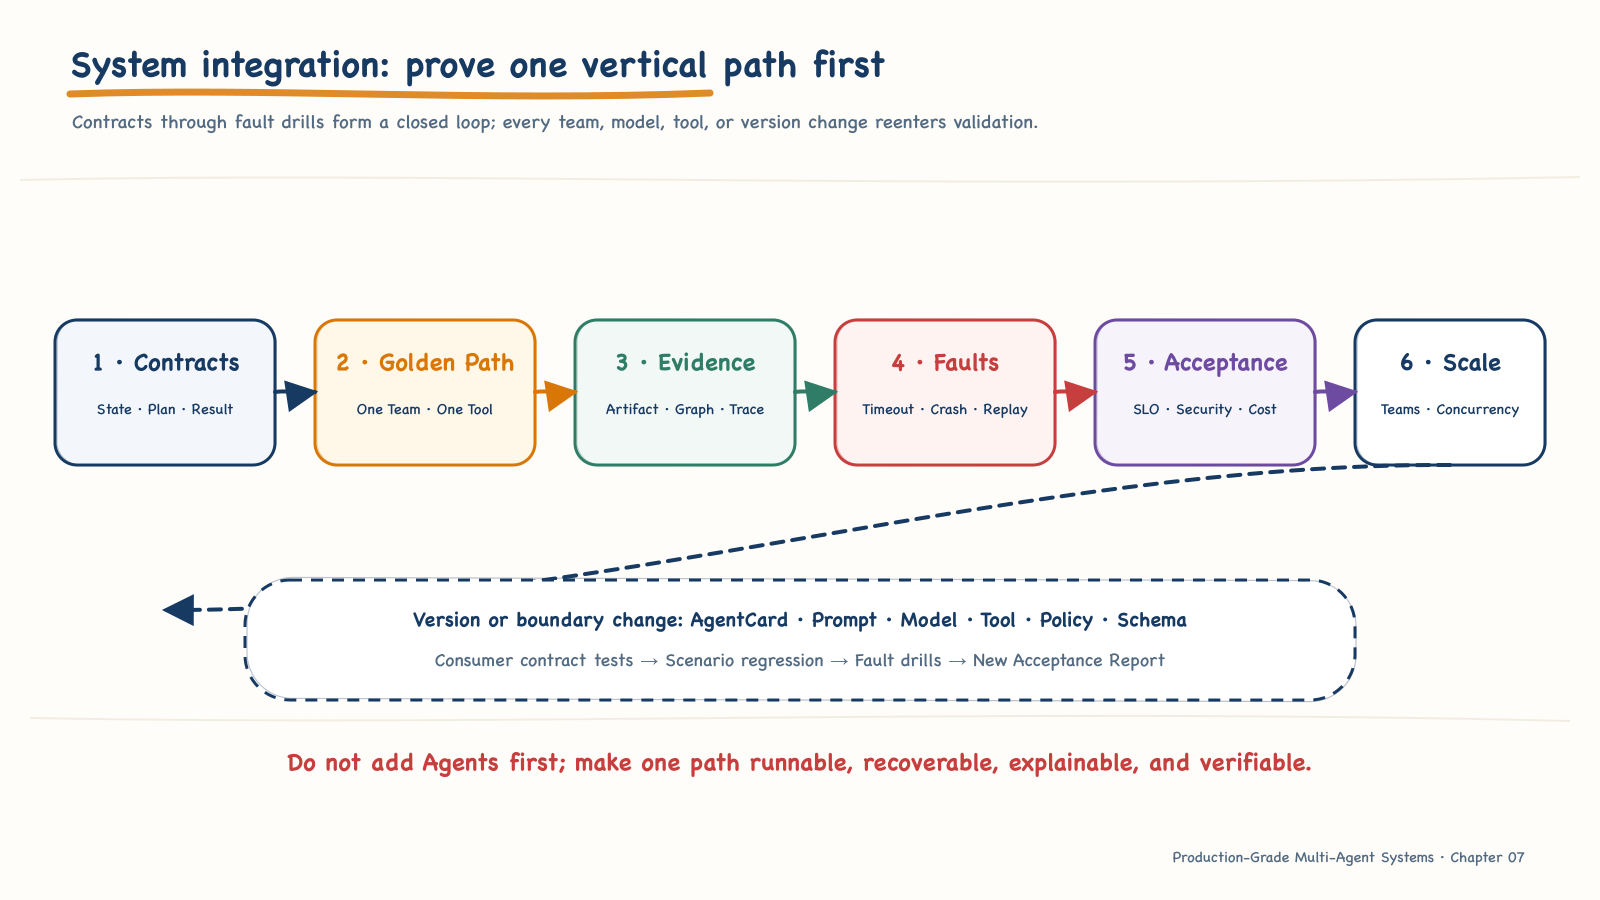 System integration: prove one vertical path first
Contracts through fault drills form a closed loop; every team, model, tool, or version change reenters validation.
1 · Contracts
State · Plan · Result
2 · Golden Path
One Team · One Tool
3 · Evidence
Artifact · Graph · Trace
4 · Faults
Timeout · Crash · Replay
5 · Acceptance
SLO · Security · Cost
6 · Scale
Teams · Concurrency
Version or boundary change: AgentCard · Prompt · Model · Tool · Policy · Schema
Consumer contract tests → Scenario regression → Fault drills → New Acceptance Report
Do not add Agents first; make one path runnable, recoverable, explainable, and verifiable.
Production-Grade Multi-Agent Systems · Chapter 07